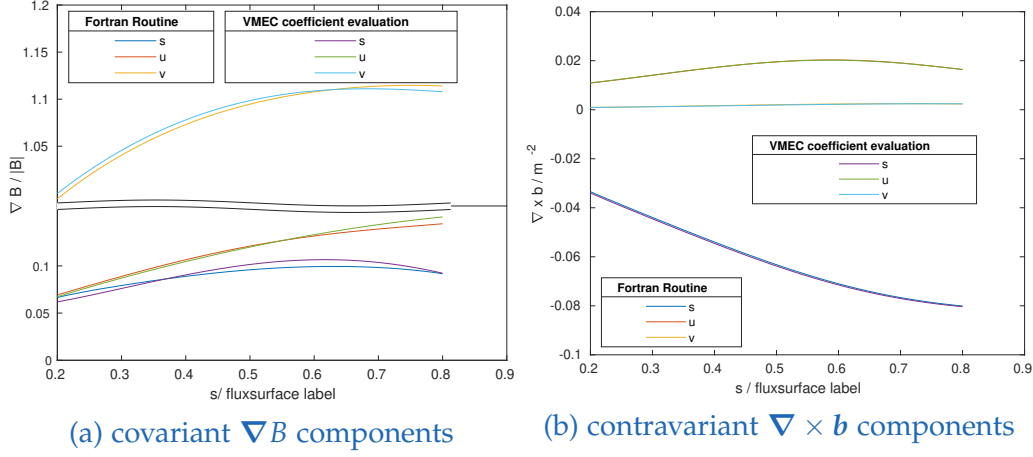 1.2
1.15
1.1
1.05
0.1
0.05
0
Fortran Routine
s
u
v
VMEC coefficient evaluation
s
u
v
∇ B / |B|
0.2 0.3 0.4 0.5 0.6 0.7 0.8 0.9
s/ fluxsurface label
(a) covariant ∇B components
0.04
0.02
0
-0.02
-0.04
-0.06
-0.08
-0.1
VMEC coefficient evaluation
s
u
v
Fortran Routine
s
u
v
∇ x b / m⁻²
0.2 0.3 0.4 0.5 0.6 0.7 0.8 0.9
s/ fluxsurface label
(b) contravariant ∇ × b components